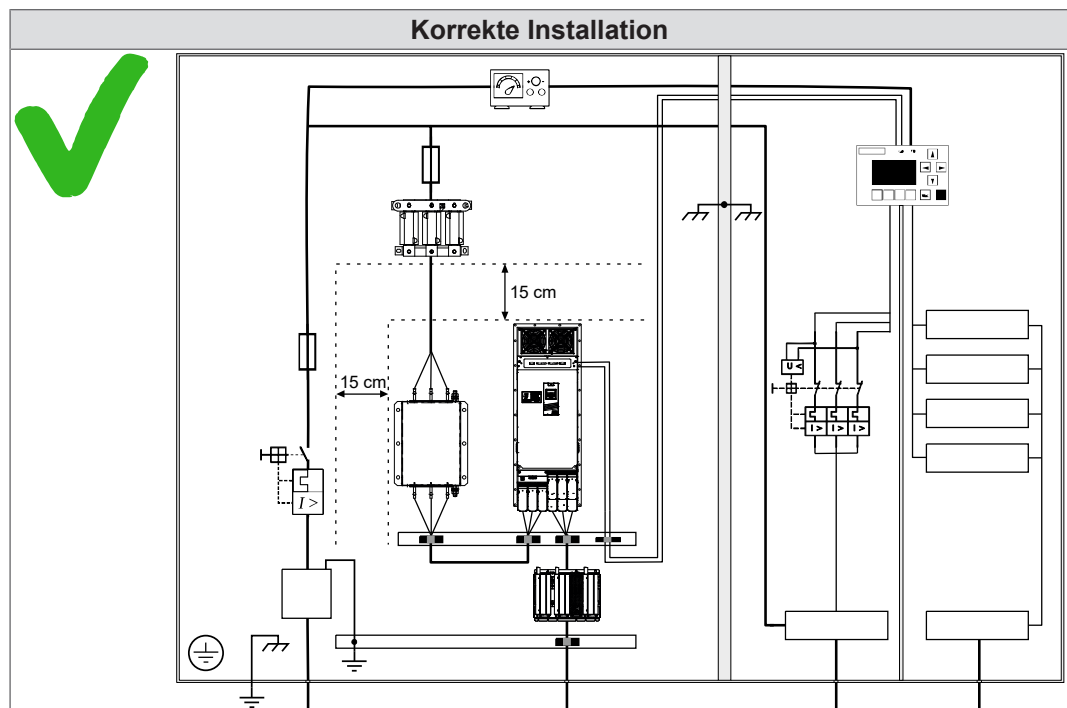 Korrekte Installation
15 cm
15 cm
U <
I >
I > I > I >